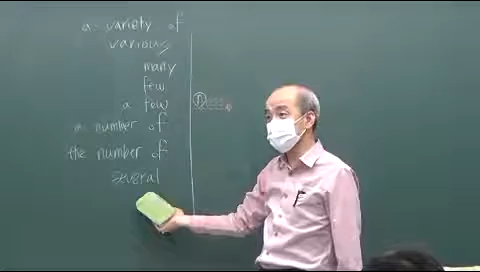 a variety of
various
many
few
a few
a number of
the number of
several